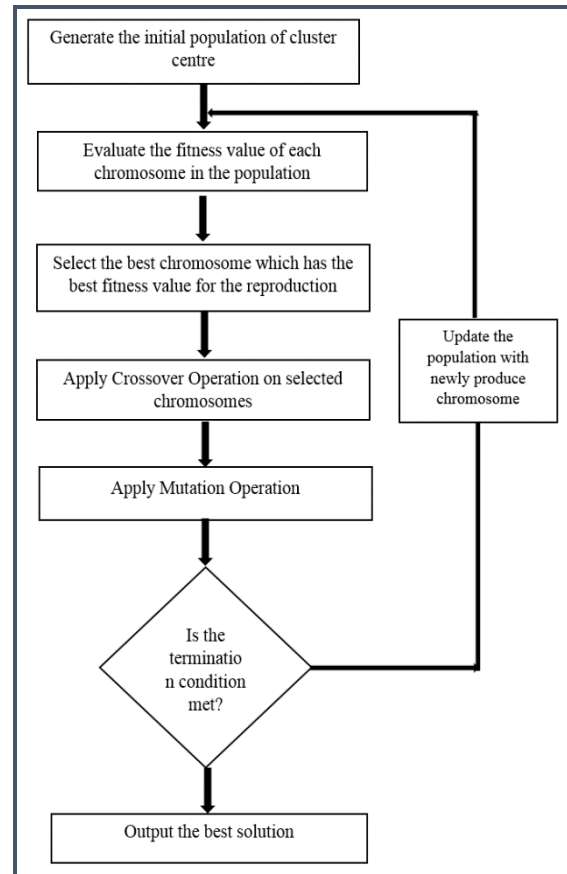 Generate the initial population of cluster
centre
Evaluate the fitness value of each
chromosome in the population
Select the best chromosome which has the
best fitness value for the reproduction
Apply Crossover Operation on selected
chromosomes
Update the
population with
newly produce
chromosome
Apply Mutation Operation
Is the
terminatio
n condition
met?
Output the best solution